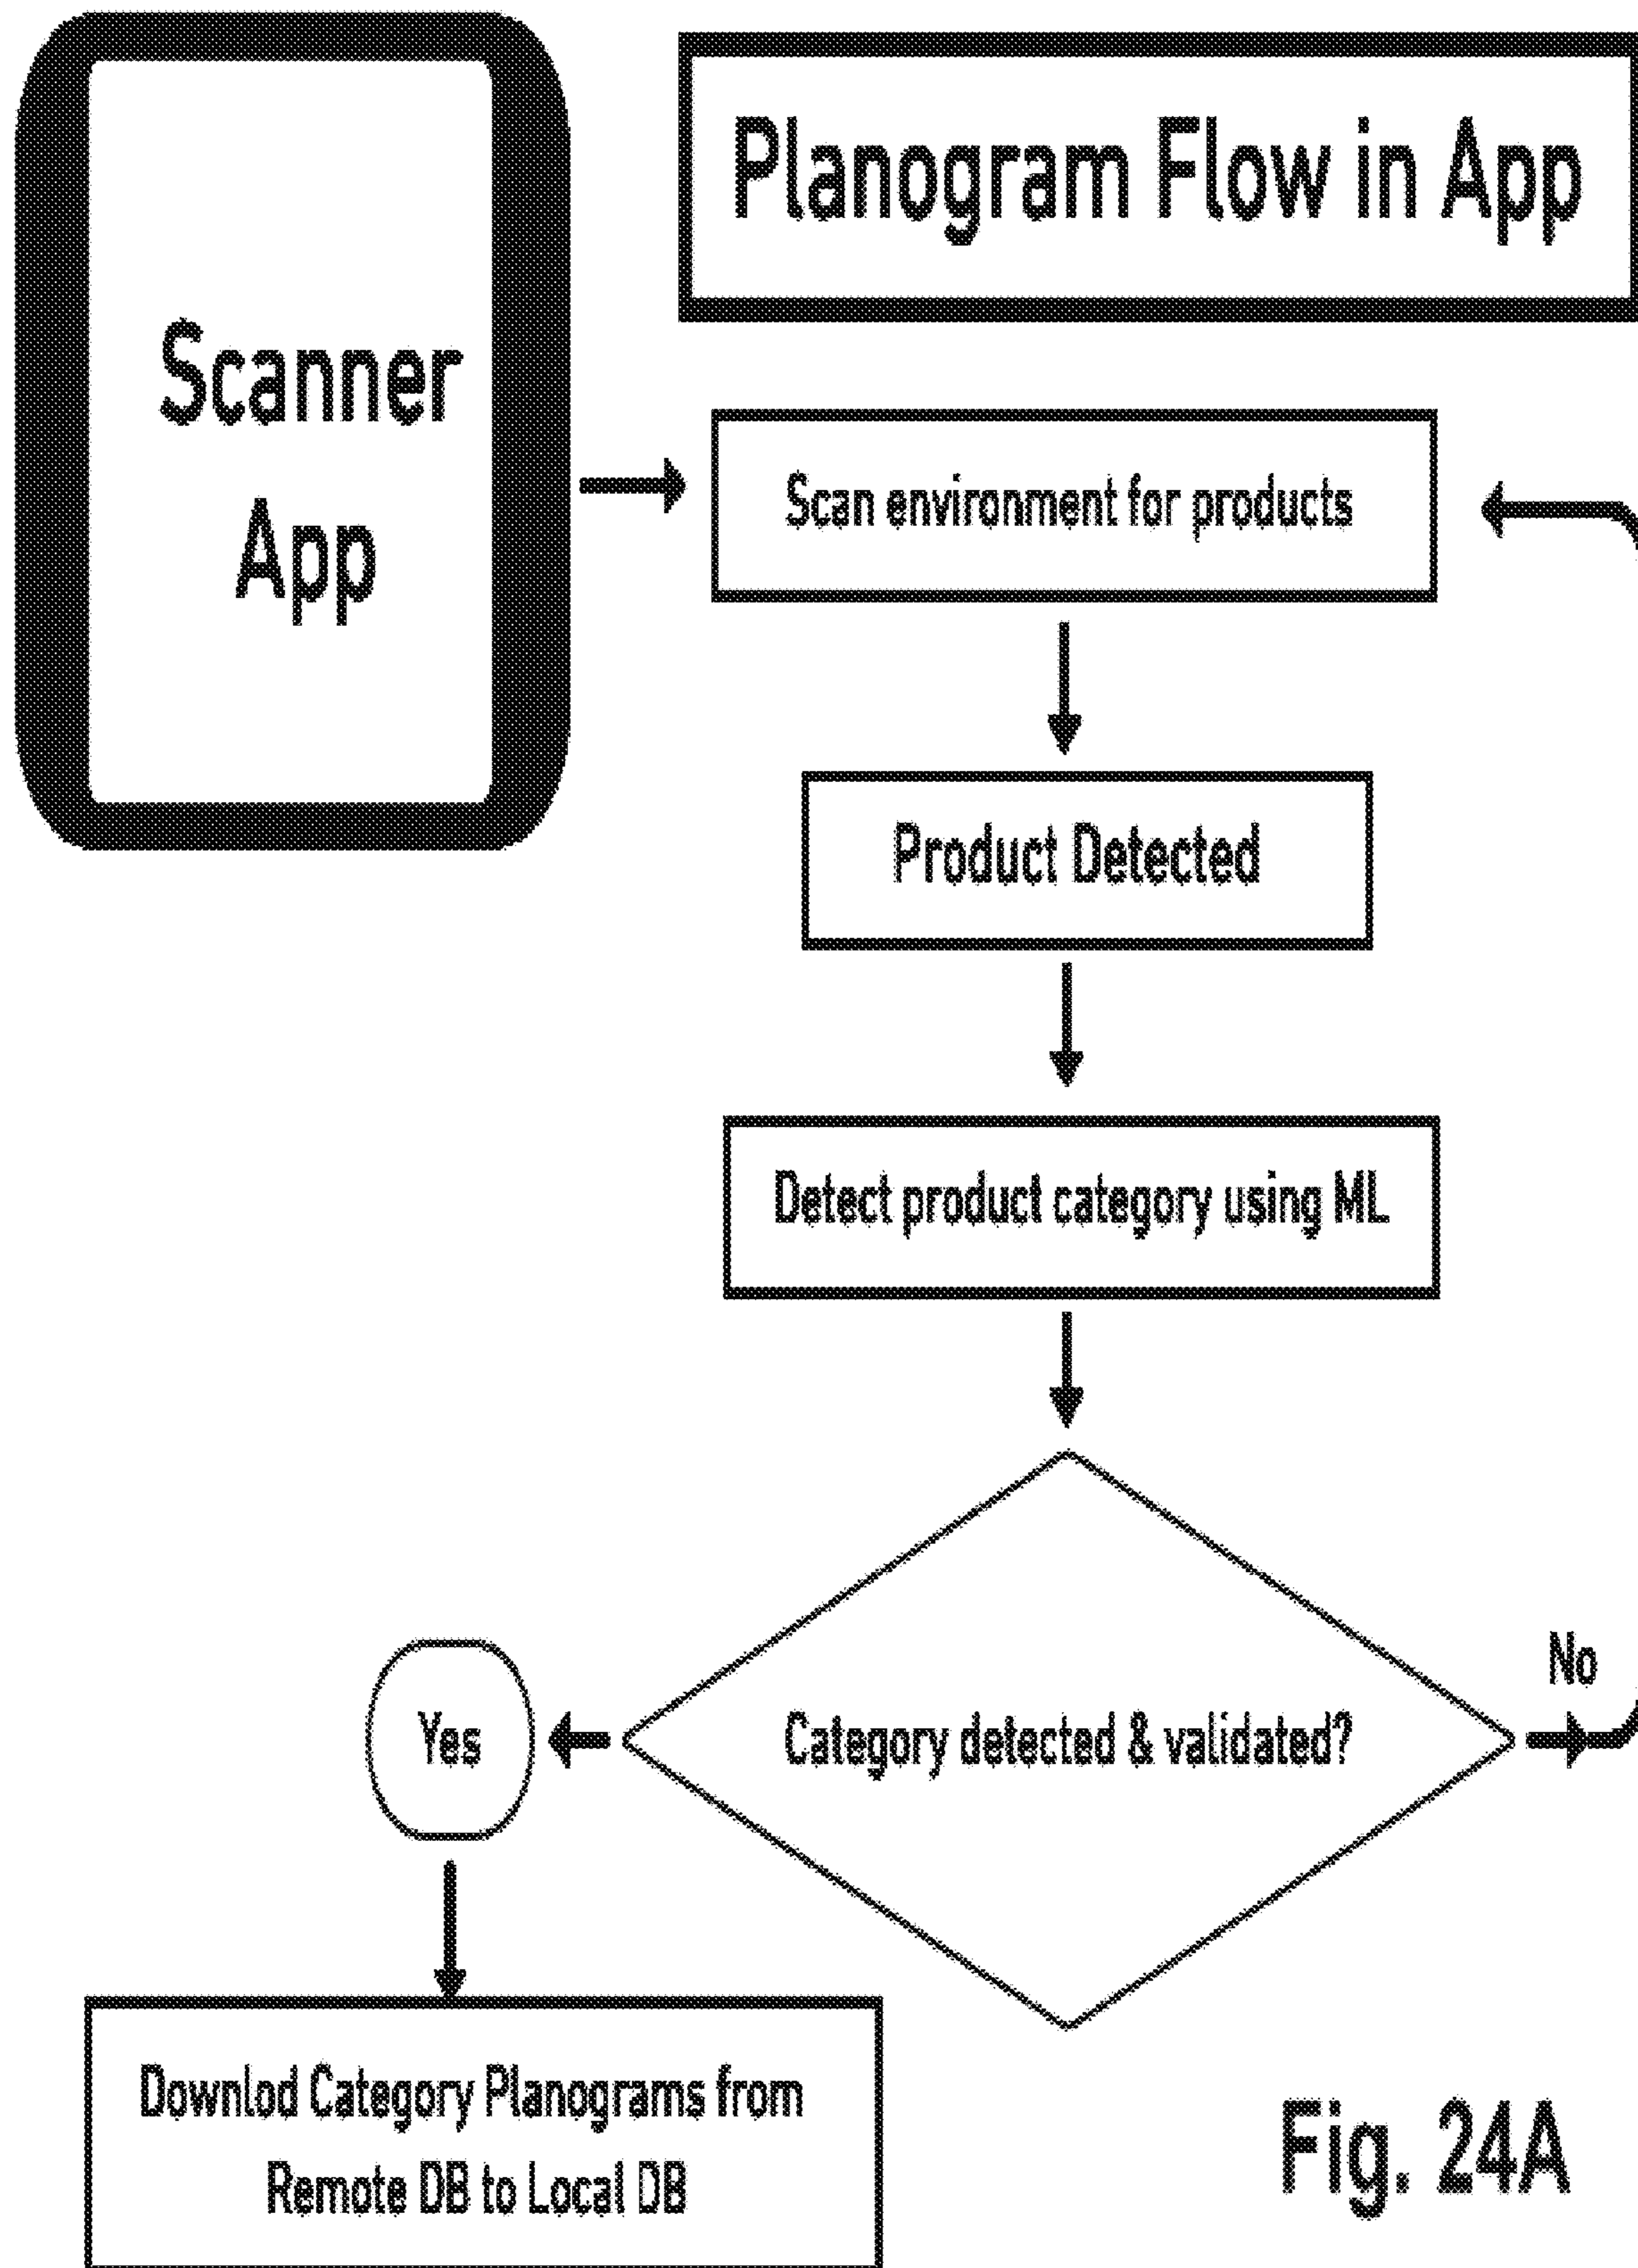 Planogram Flow in App
Scanner
App
Scan environment for products
Product Detected
Detect product category using ML
Category detected & validated?
No
Yes
Downlod Category Planograms from
Remote DB to Local DB
Fig. 24A